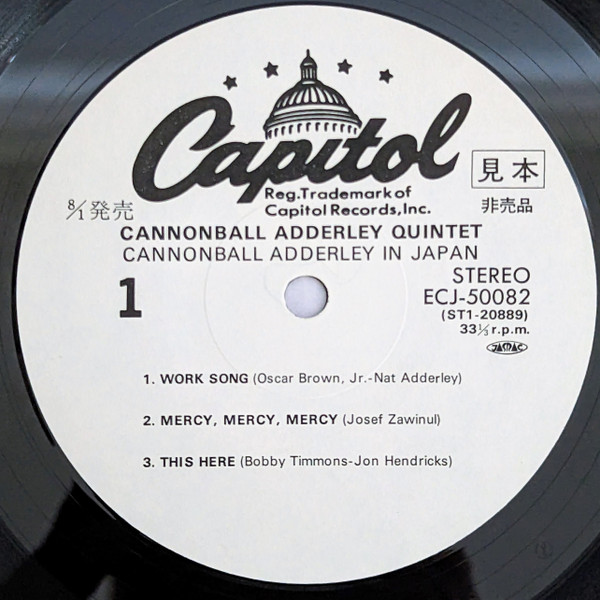 Capitol
見本
Reg.Trademark of
Capitol Records,Inc.
8/1発売
非売品
CANNONBALL ADDERLEY QUINTET
CANNONBALL ADDERLEY IN JAPAN
1
STEREO
ECJ-50082
(ST1-20889)
33⅓ r.p.m.
JASRAC
1. WORK SONG (Oscar Brown, Jr.-Nat Adderley)
2. MERCY, MERCY, MERCY (Josef Zawinul)
3. THIS HERE (Bobby Timmons-Jon Hendricks)